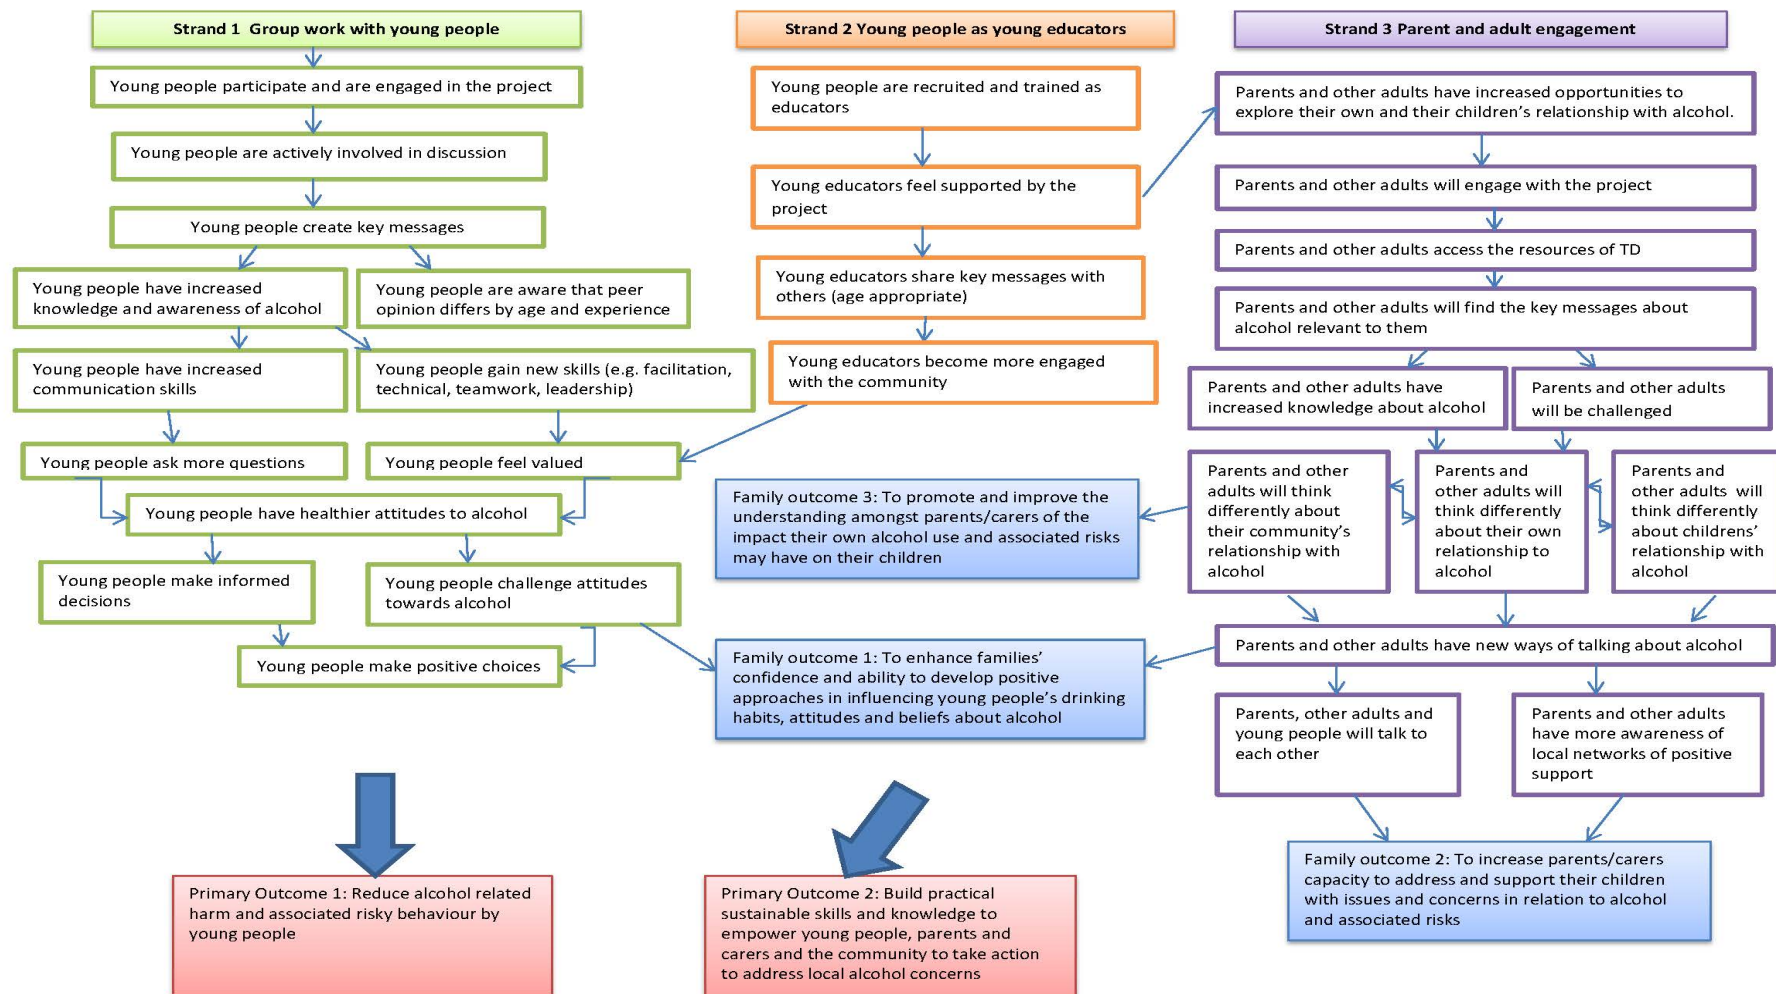 Strand 1  Group work with young people
Young people participate and are engaged in the project
Young people are actively involved in discussion
Young people create key messages
Young people have increased
knowledge and awareness of alcohol
Young people are aware that peer
opinion differs by age and experience
Young people have increased
communication skills
Young people gain new skills (e.g. facilitation,
technical, teamwork, leadership)
Young people ask more questions
Young people feel valued
Young people have healthier attitudes to alcohol
Young people make informed
decisions
Young people challenge attitudes
towards alcohol
Young people make positive choices
Strand 2 Young people as young educators
Young people are recruited and trained as
educators
Young educators feel supported by the
project
Young educators share key messages with
others (age appropriate)
Young educators become more engaged
with the community
Strand 3 Parent and adult engagement
Parents and other adults have increased opportunities to
explore their own and their children’s relationship with alcohol.
Parents and other adults will engage with the project
Parents and other adults access the resources of TD
Parents and other adults will find the key messages about
alcohol relevant to them
Parents and other adults have
increased knowledge about alcohol
Parents and other adults
will be challenged
Parents and other
adults will think
differently about
their community’s
relationship with
alcohol
Parents and
other adults will
think differently
about their own
relationship to
alcohol
Parents and
other adults  will
think differently
about childrens’
relationship with
alcohol
Parents and other adults have new ways of talking about alcohol
Parents, other adults and
young people will talk to
each other
Parents and other adults
have more awareness of
local networks of positive
support
Family outcome 3: To promote and improve the
understanding amongst parents/carers of the
impact their own alcohol use and associated risks
may have on their children
Family outcome 1: To enhance families’
confidence and ability to develop positive
approaches in influencing young people’s drinking
habits, attitudes and beliefs about alcohol
Family outcome 2: To increase parents/carers
capacity to address and support their children
with issues and concerns in relation to alcohol
and associated risks
Primary Outcome 1: Reduce alcohol related
harm and associated risky behaviour by
young people
Primary Outcome 2: Build practical
sustainable skills and knowledge to
empower young people, parents and
carers and the community to take action
to address local alcohol concerns